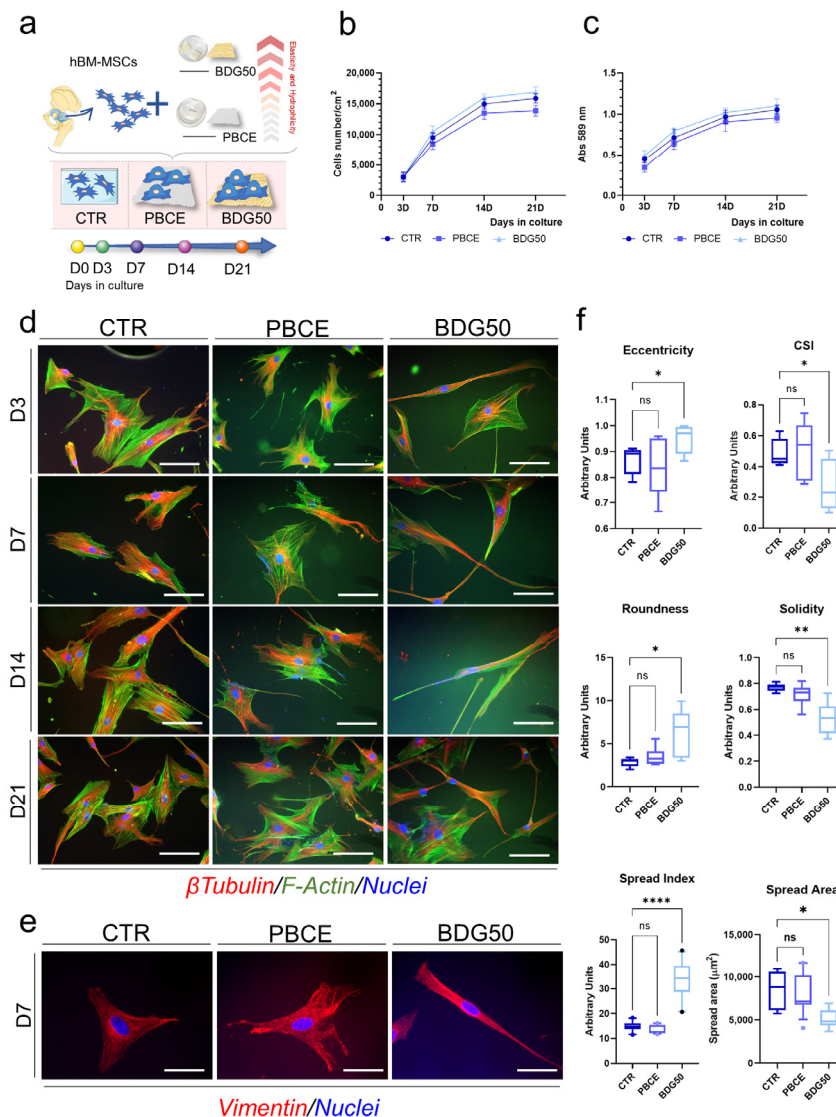 a
hBM-MSCs
BDG50
PBCE
Elasticity and Hydrophilicity
CTR PBCE BDG50
D0 D3 D7 D14 D21
Days in culture
b
Cells number/cm²
20,000
15,000
10,000
5,000
0
3D 7D 14D 21D
Days in culture
CTR PBCE BDG50
c
Abs 589 nm
1.5
1.0
0.5
0.0
3D 7D 14D 21D
Days in culture
CTR PBCE BDG50
d
CTR PBCE BDG50
D3
D7
D14
D21
βTubulin/F-Actin/Nuclei
e
CTR PBCE BDG50
D7
Vimentin/Nuclei
f
Eccentricity
Arbitrary Units
1.1
1.0
0.9
0.8
0.7
0.6
*
ns
CTR PBCE BDG50
CSI
Arbitrary Units
0.8
0.6
0.4
0.2
0.0
*
ns
CTR PBCE BDG50
Roundness
Arbitrary Units
15
10
5
0
*
ns
CTR PBCE BDG50
Solidity
Arbitrary Units
1.0
0.8
0.6
0.4
0.2
0.0
**
ns
CTR PBCE BDG50
Spread Index
Arbitrary Units
50
40
30
20
10
0
****
ns
CTR PBCE BDG50
Spread Area
Spread area (μm²)
15,000
10,000
5,000
0
*
ns
CTR PBCE BDG50